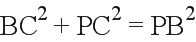 BC² + PC² = PB²